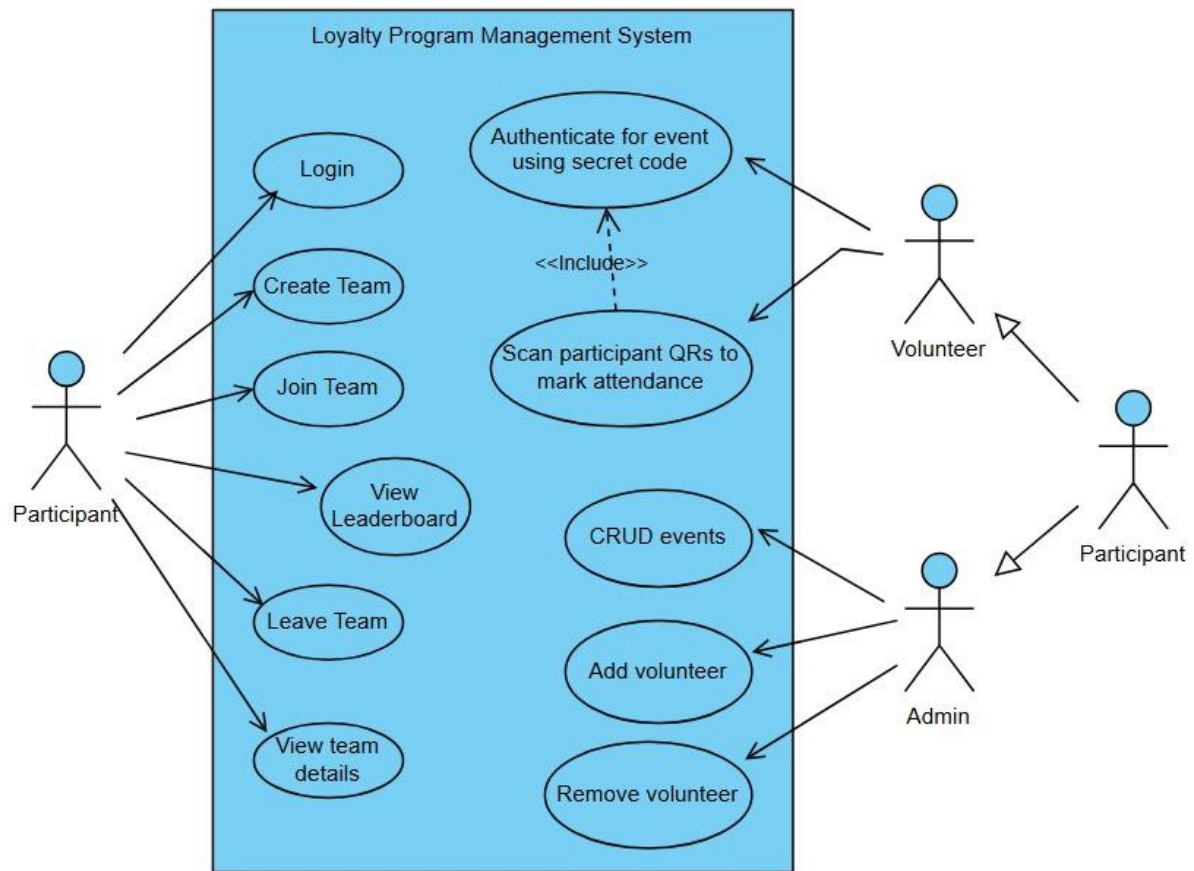 Loyalty Program Management System
Login
Create Team
Join Team
View
Leaderboard
Leave Team
View team
details
Participant
Authenticate for event
using secret code
<<Include>>
Scan participant QRs to
mark attendance
CRUD events
Add volunteer
Remove volunteer
Volunteer
Admin
Participant